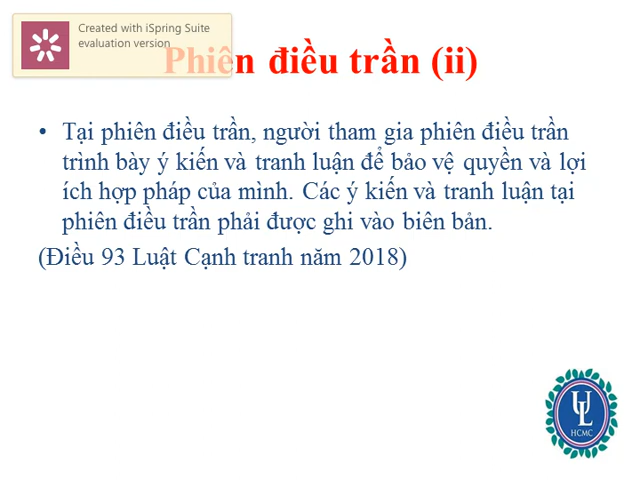 Created with iSpring Suite
evaluation version
Phiên điều trần (ii)
• Tại phiên điều trần, người tham gia phiên điều trần
trình bày ý kiến và tranh luận để bảo vệ quyền và lợi
ích hợp pháp của mình. Các ý kiến và tranh luận tại
phiên điều trần phải được ghi vào biên bản.
(Điều 93 Luật Cạnh tranh năm 2018)
UL
HCMC